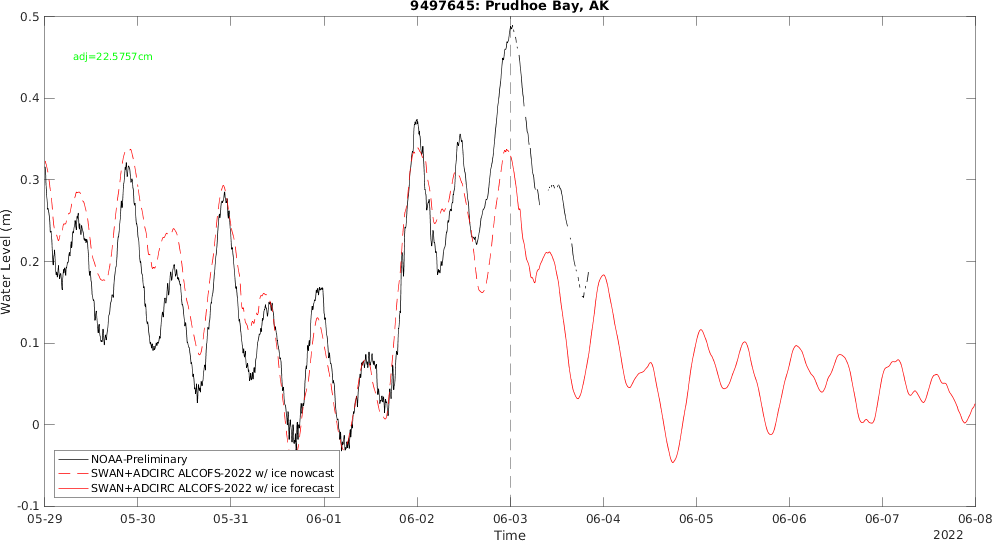 9497645: Prudhoe Bay, AK
adj=22.5757cm
0.5
0.4
0.3
0.2
0.1
0
-0.1
Water Level (m)
NOAA-Preliminary
SWAN+ADCIRC ALCOFS-2022 w/ ice nowcast
SWAN+ADCIRC ALCOFS-2022 w/ ice forecast
05-29 05-30 05-31 06-01 06-02 06-03 06-04 06-05 06-06 06-07 06-08
Time
2022